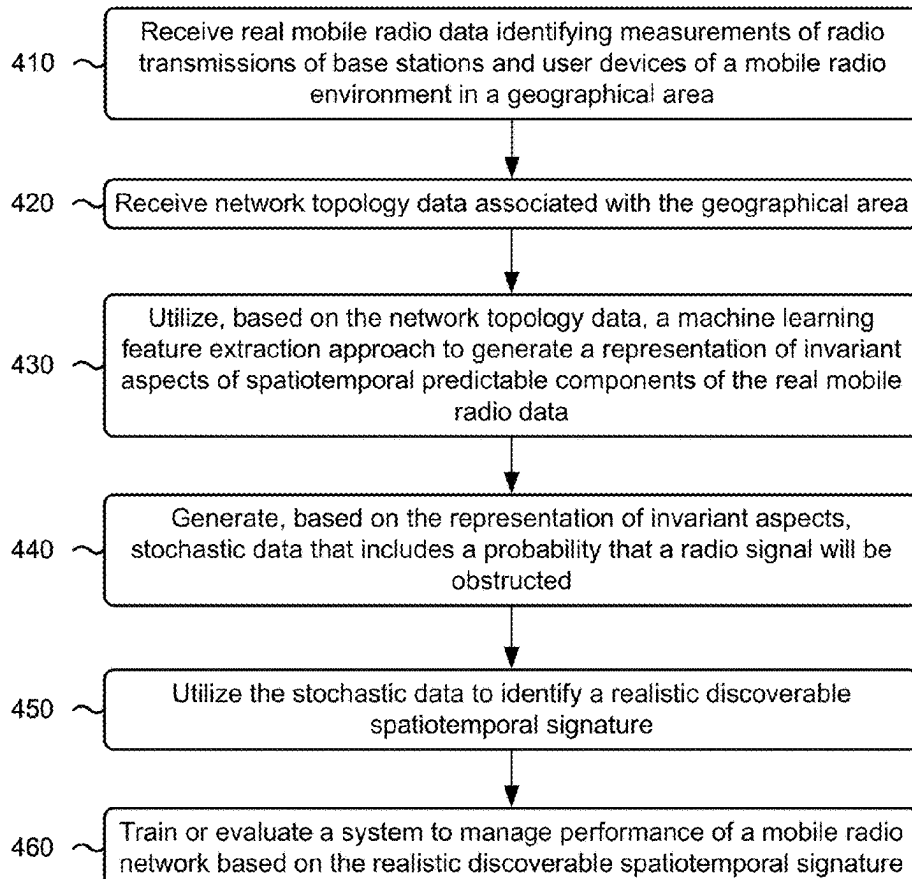 410
Receive real mobile radio data identifying measurements of radio
transmissions of base stations and user devices of a mobile radio
environment in a geographical area
420
Receive network topology data associated with the geographical area
430
Utilize, based on the network topology data, a machine learning
feature extraction approach to generate a representation of invariant
aspects of spatiotemporal predictable components of the real mobile
radio data
440
Generate, based on the representation of invariant aspects,
stochastic data that includes a probability that a radio signal will be
obstructed
450
Utilize the stochastic data to identify a realistic discoverable
spatiotemporal signature
460
Train or evaluate a system to manage performance of a mobile radio
network based on the realistic discoverable spatiotemporal signature